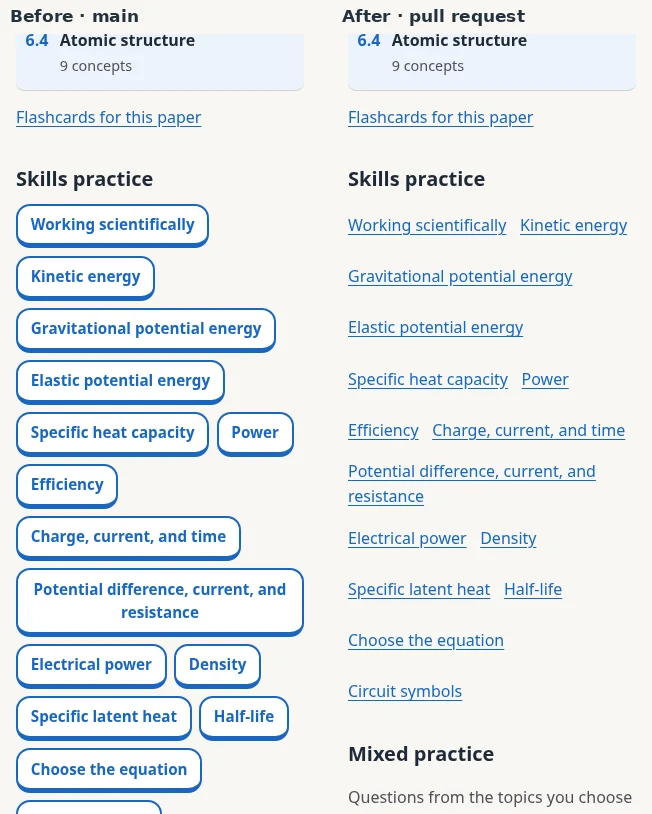 Before · main
6.4 Atomic structure
9 concepts
Flashcards for this paper
Skills practice
Working scientifically
Kinetic energy
Gravitational potential energy
Elastic potential energy
Specific heat capacity Power
Efficiency
Charge, current, and time
Potential difference, current, and
resistance
Electrical power Density
Specific latent heat Half-life
Choose the equation
After · pull request
6.4 Atomic structure
9 concepts
Flashcards for this paper
Skills practice
Working scientifically Kinetic energy
Gravitational potential energy
Elastic potential energy
Specific heat capacity Power
Efficiency Charge, current, and time
Potential difference, current, and
resistance
Electrical power Density
Specific latent heat Half-life
Choose the equation
Circuit symbols
Mixed practice
Questions from the topics you choose